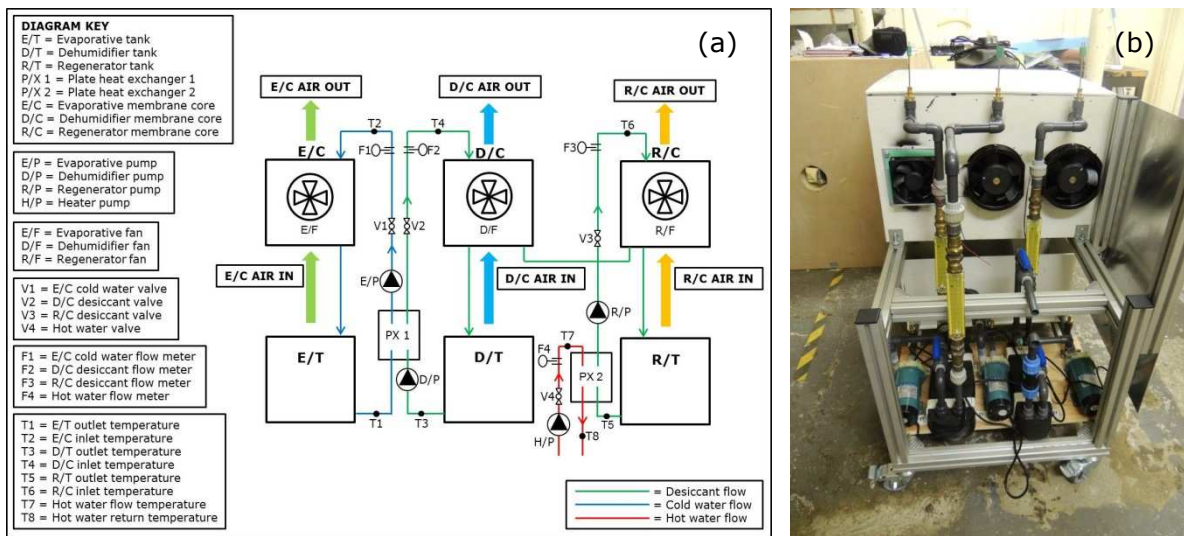 DIAGRAM KEY
E/T = Evaporative tank
D/T = Dehumidifier tank
R/T = Regenerator tank
P/X 1 = Plate heat exchanger 1
P/X 2 = Plate heat exchanger 2
E/C = Evaporative membrane core
D/C = Dehumidifier membrane core
R/C = Regenerator membrane core
E/P = Evaporative pump
D/P = Dehumidifier pump
R/P = Regenerator pump
H/P = Heater pump
E/F = Evaporative fan
D/F = Dehumidifier fan
R/F = Regenerator fan
V1 = E/C cold water valve
V2 = D/C desiccant valve
V3 = R/C desiccant valve
V4 = Hot water valve
F1 = E/C cold water flow meter
F2 = D/C desiccant flow meter
F3 = R/C desiccant flow meter
F4 = Hot water flow meter
T1 = E/T outlet temperature
T2 = E/C inlet temperature
T3 = D/T outlet temperature
T4 = D/C inlet temperature
T5 = R/T outlet temperature
T6 = R/C inlet temperature
T7 = Hot water flow temperature
T8 = Hot water return temperature
(a)
E/C AIR OUT
D/C AIR OUT
R/C AIR OUT
T2
T4
T6
F1
F2
F3
E/C
D/C
R/C
E/F
D/F
R/F
V1
V2
V3
E/C AIR IN
D/C AIR IN
R/C AIR IN
E/P
R/P
PX 1
T7
F4
E/T
D/T
R/T
PX 2
D/P
V4
T1
T3
T5
H/P
T8
= Desiccant flow
= Cold water flow
= Hot water flow
(b)